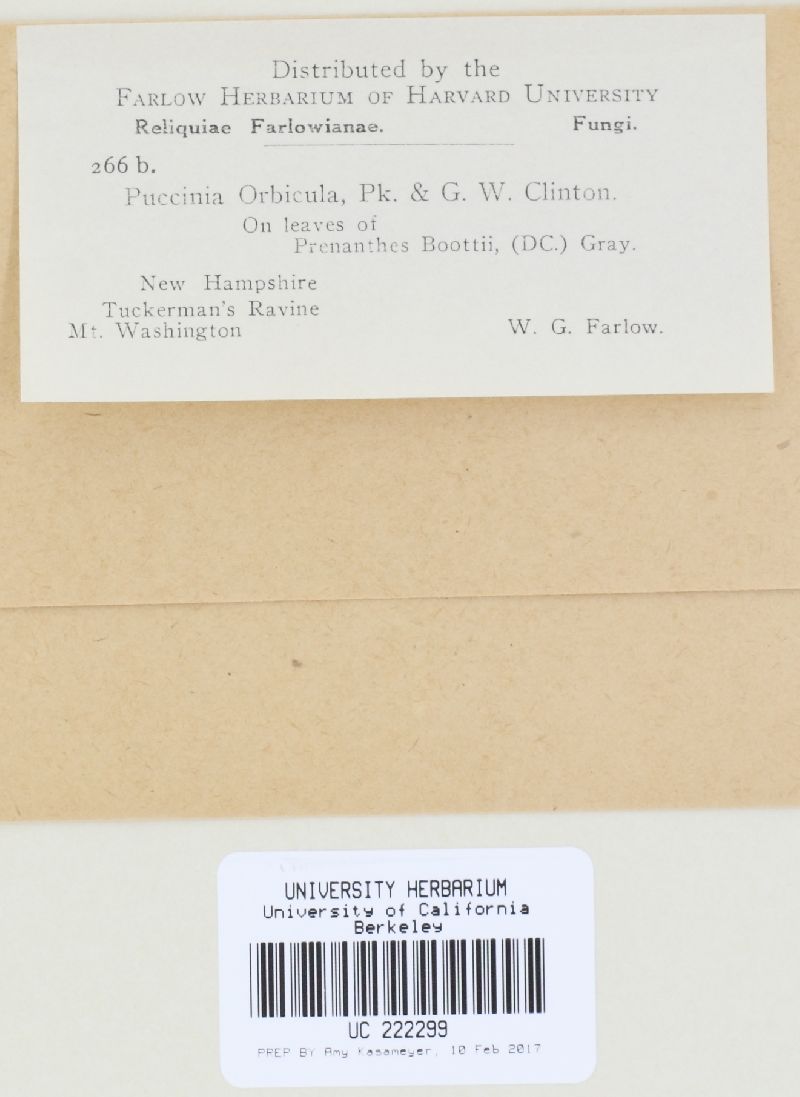 Distributed by the
FARLOW HERBARIUM OF HARVARD UNIVERSITY
Reliquiae Farlowianae. Fungi.
266 b.
Puccinia Orbicula, Pk. & G. W. Clinton.
On leaves of
Prenanthes Boottii, (DC.) Gray.
New Hampshire
Tuckerman's Ravine
Mt. Washington W. G. Farlow.
UNIVERSITY HERBARIUM
University of California
Berkeley
UC 222299
PREP BY Amy Kasameyer, 10 Feb 2017